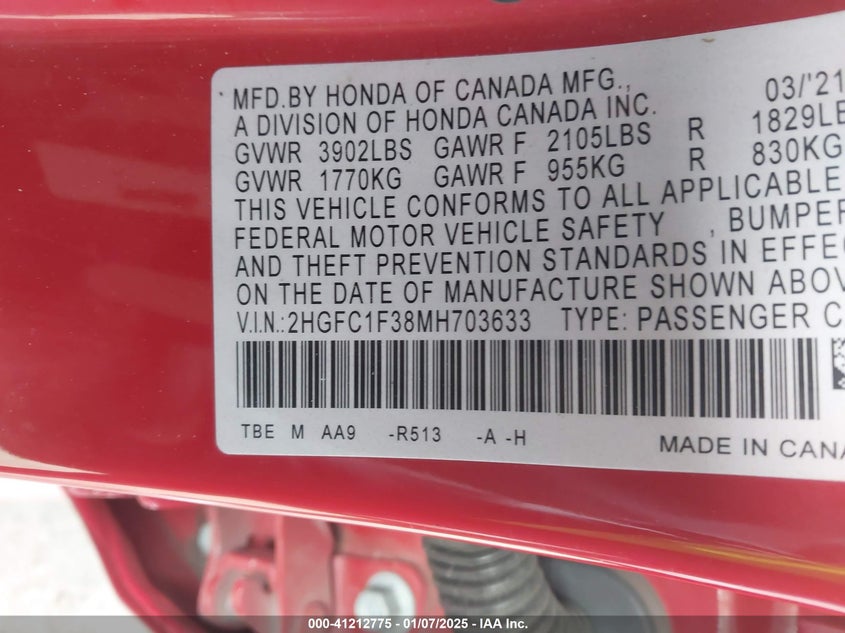 MFD.BY HONDA OF CANADA MFG., 03/'21
A DIVISION OF HONDA CANADA INC.
GVWR 3902LBS GAWR F 2105LBS R 1829LB
GVWR 1770KG GAWR F 955KG R 830KG
THIS VEHICLE CONFORMS TO ALL APPLICABLE
FEDERAL MOTOR VEHICLE SAFETY , BUMPER
AND THEFT PREVENTION STANDARDS IN EFFEC
ON THE DATE OF MANUFACTURE SHOWN ABOV
V.I.N.:2HGFC1F38MH703633 TYPE: PASSENGER C
TBE M AA9 -R513 -A -H
MADE IN CANA
000-41212775 - 01/07/2025 - © IAA Inc.